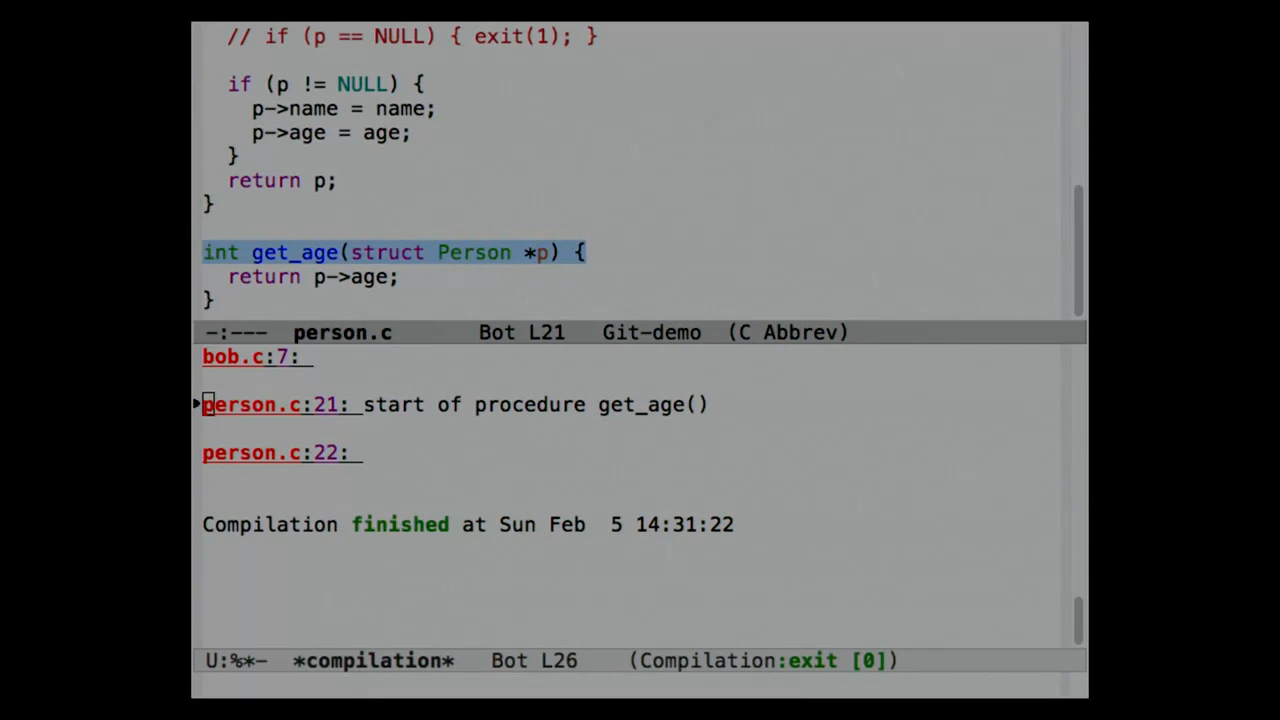 // if (p == NULL) { exit(1); }
if (p != NULL) {
p->name = name;
p->age = age;
}
return p;
}
int get_age(struct Person *p) {
return p->age;
}
-:---  person.c       Bot L21   Git-demo  (C Abbrev)
bob.c:7:
person.c:21: start of procedure get_age()
person.c:22:
Compilation finished at Sun Feb  5 14:31:22
U:%*-  *compilation*   Bot L26    (Compilation:exit [0])